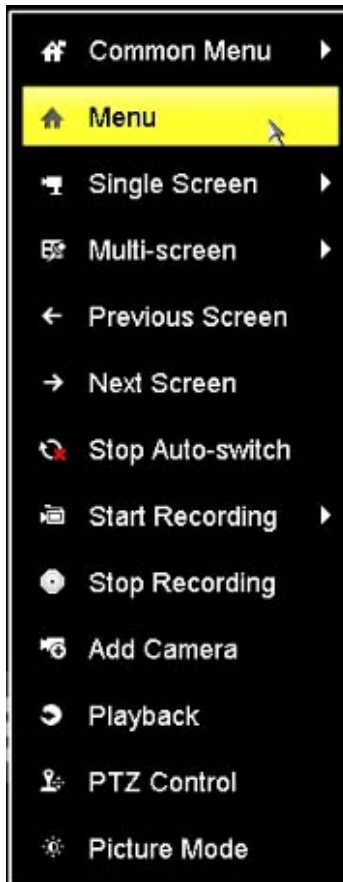 Common Menu
Menu
Single Screen
Multi-screen
Previous Screen
Next Screen
Stop Auto-switch
Start Recording
Stop Recording
Add Camera
Playback
PTZ Control
Picture Mode